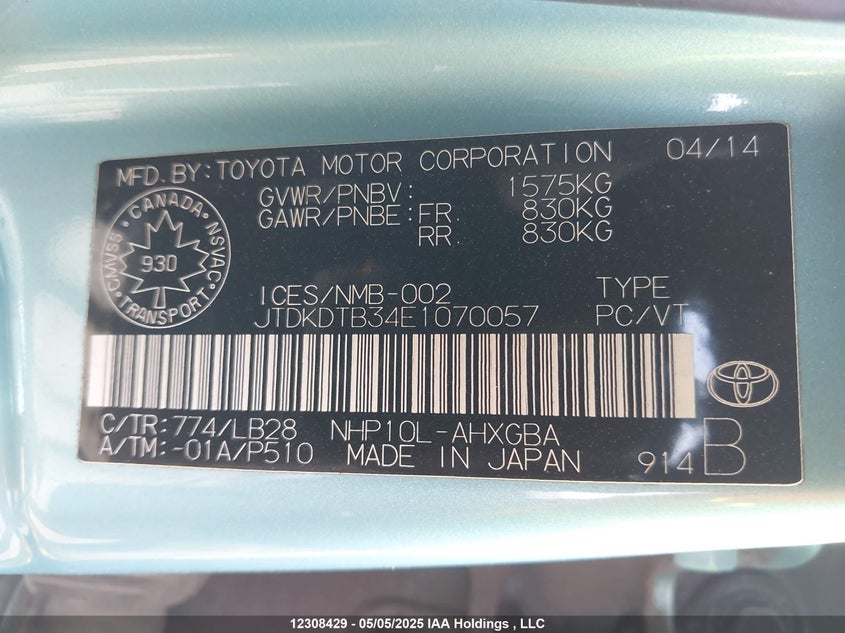 MFD.BY:TOYOTA MOTOR CORPORATION 04/14
GVWR/PNBV: 1575KG
GAWR/PNBE: FR: 830KG
RR: 830KG
CANADA
CMVSS NSVAC
930
TRANSPORT
ICES/NMB-002 TYPE
JTDKDTB34E1070057 PC/VT
C/TR:774/LB28 NHP10L-AHXGBA
A/TM:-01A/P510 MADE IN JAPAN 914 B
12308429 - 05/05/2025 IAA Holdings , LLC